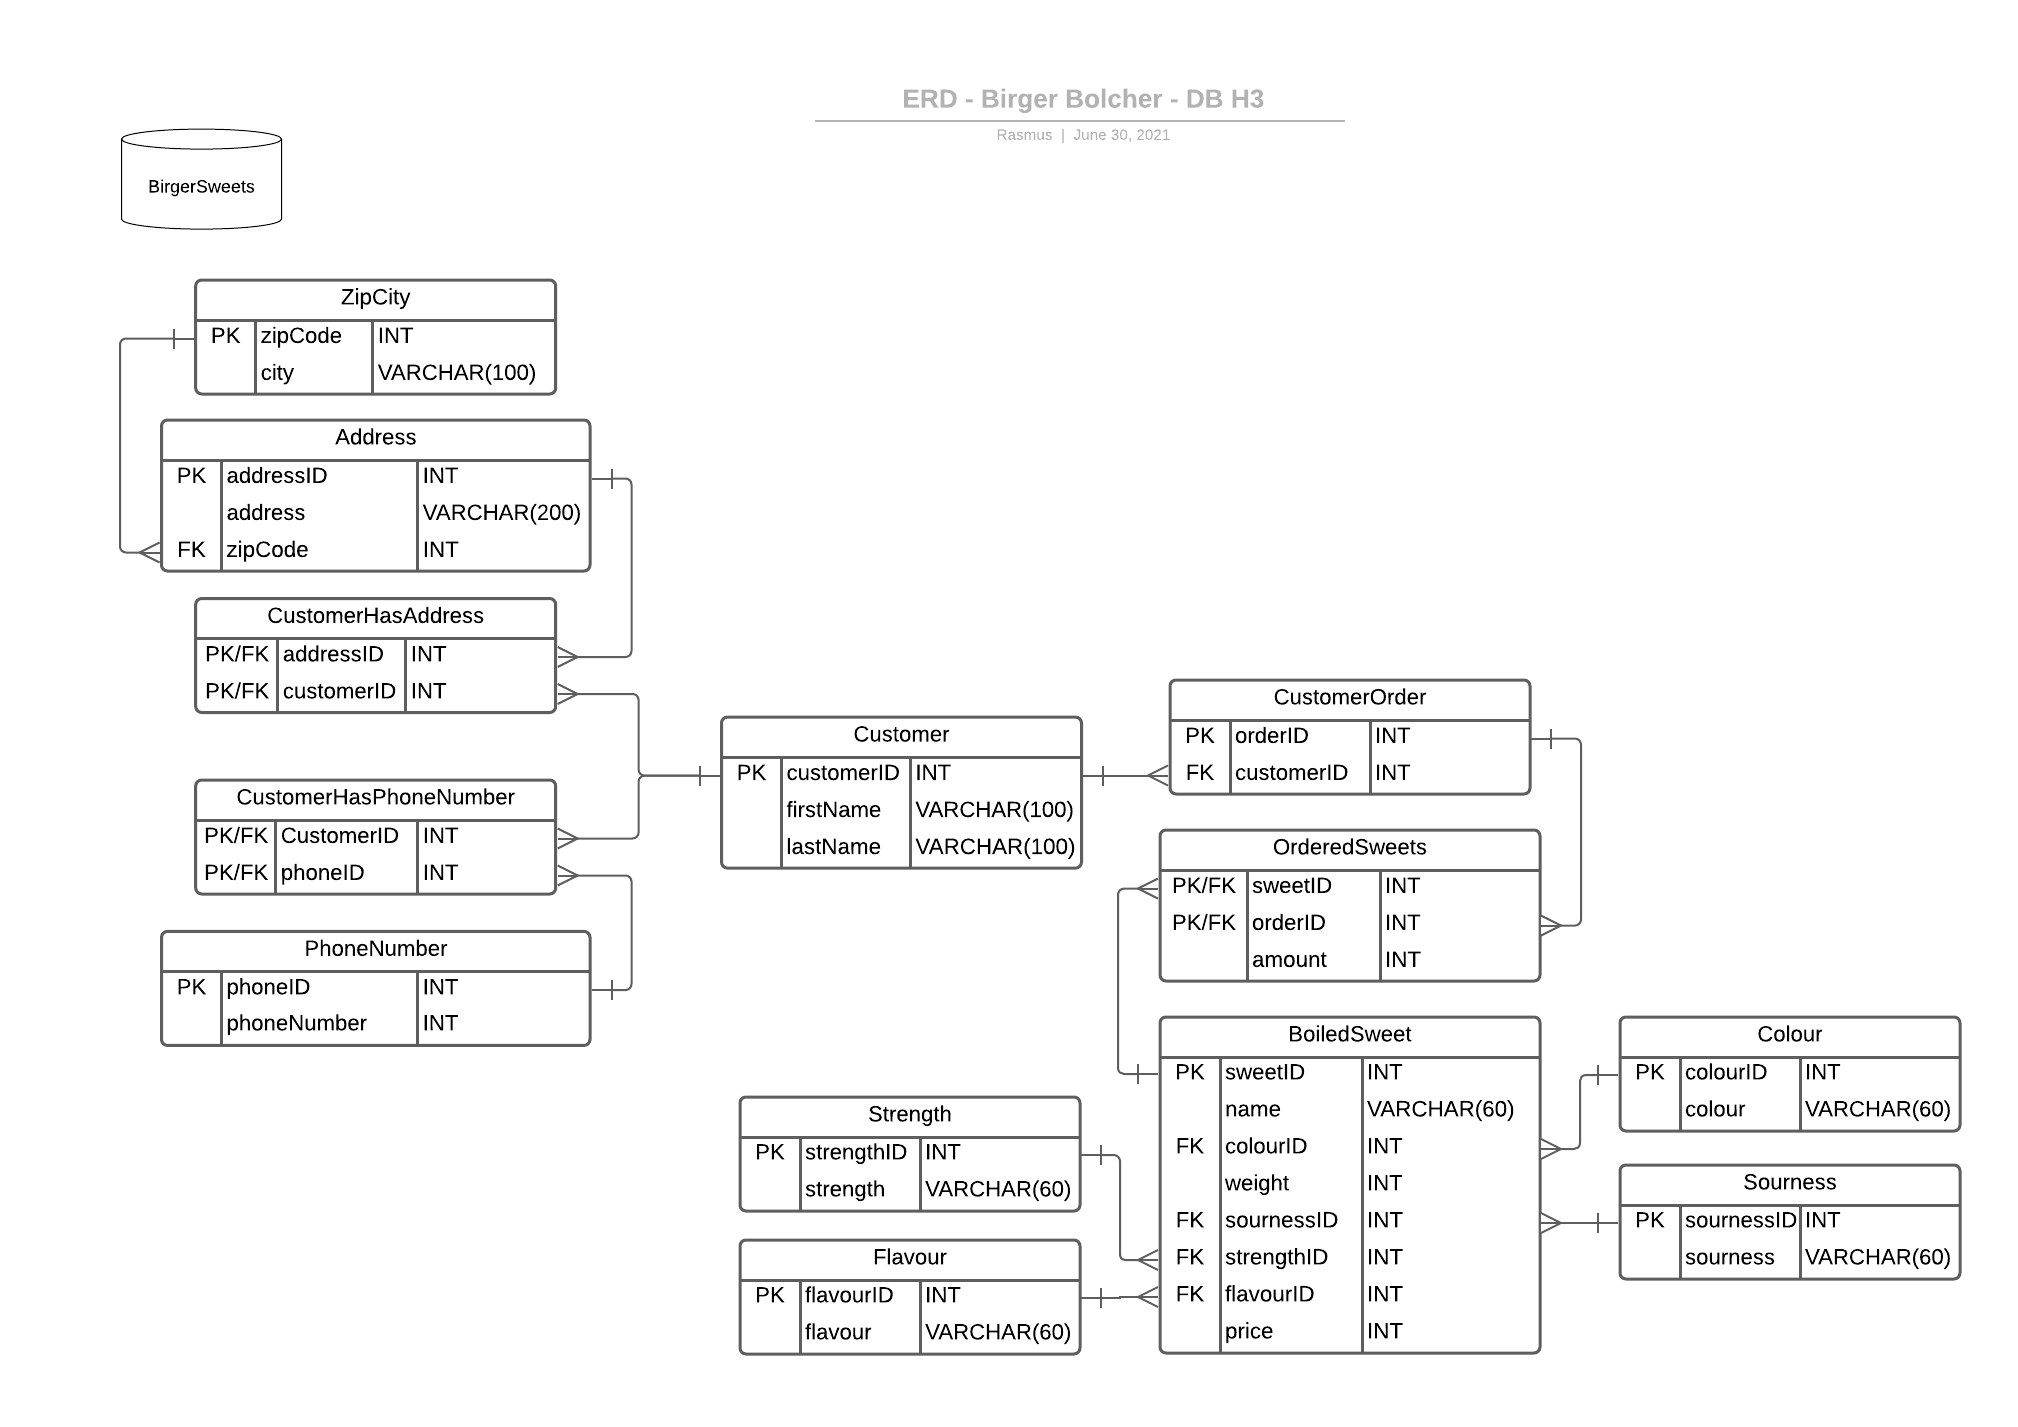 ERD - Birger Bolcher - DB H3
Rasmus | June 30, 2021
BirgerSweets
ZipCity
PK zipCode INT
city VARCHAR(100)
Address
PK addressID INT
address VARCHAR(200)
FK zipCode INT
CustomerHasAddress
PK/FK addressID INT
PK/FK customerID INT
CustomerHasPhoneNumber
PK/FK CustomerID INT
PK/FK phoneID INT
PhoneNumber
PK phoneID INT
phoneNumber INT
Customer
PK customerID INT
firstName VARCHAR(100)
lastName VARCHAR(100)
CustomerOrder
PK orderID INT
FK customerID INT
OrderedSweets
PK/FK sweetID INT
PK/FK orderID INT
amount INT
Strength
PK strengthID INT
strength VARCHAR(60)
Flavour
PK flavourID INT
flavour VARCHAR(60)
BoiledSweet
PK sweetID INT
name VARCHAR(60)
FK colourID INT
weight INT
FK sournessID INT
FK strengthID INT
FK flavourID INT
price INT
Colour
PK colourID INT
colour VARCHAR(60)
Sourness
PK sournessID INT
sourness VARCHAR(60)